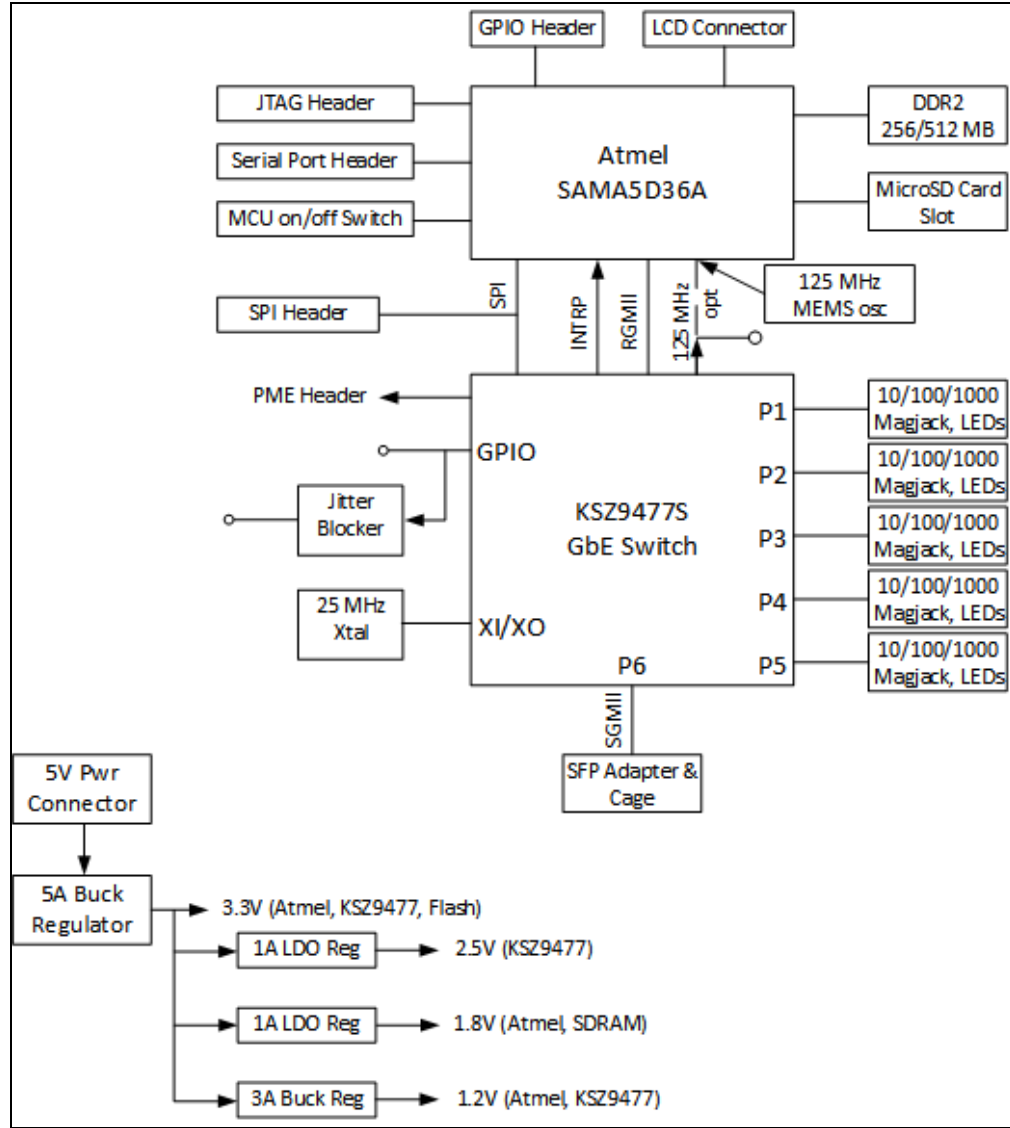 GPIO Header
LCD Connector
JTAG Header
Serial Port Header
MCU on/off Switch
Atmel
SAMA5D36A
DDR2
256/512 MB
MicroSD Card
Slot
SPI Header
SPI
INTRP
RGMII
125 MHz
opt
125 MHz
MEMS osc
PME Header
GPIO
Jitter
Blocker
25 MHz
Xtal
XI/XO
KSZ9477S
GbE Switch
P1
10/100/1000
Magjack, LEDs
P2
10/100/1000
Magjack, LEDs
P3
10/100/1000
Magjack, LEDs
P4
10/100/1000
Magjack, LEDs
P5
10/100/1000
Magjack, LEDs
P6
SGMII
SFP Adapter &
Cage
5V Pwr
Connector
5A Buck
Regulator
3.3V (Atmel, KSZ9477, Flash)
1A LDO Reg
2.5V (KSZ9477)
1A LDO Reg
1.8V (Atmel, SDRAM)
3A Buck Reg
1.2V (Atmel, KSZ9477)